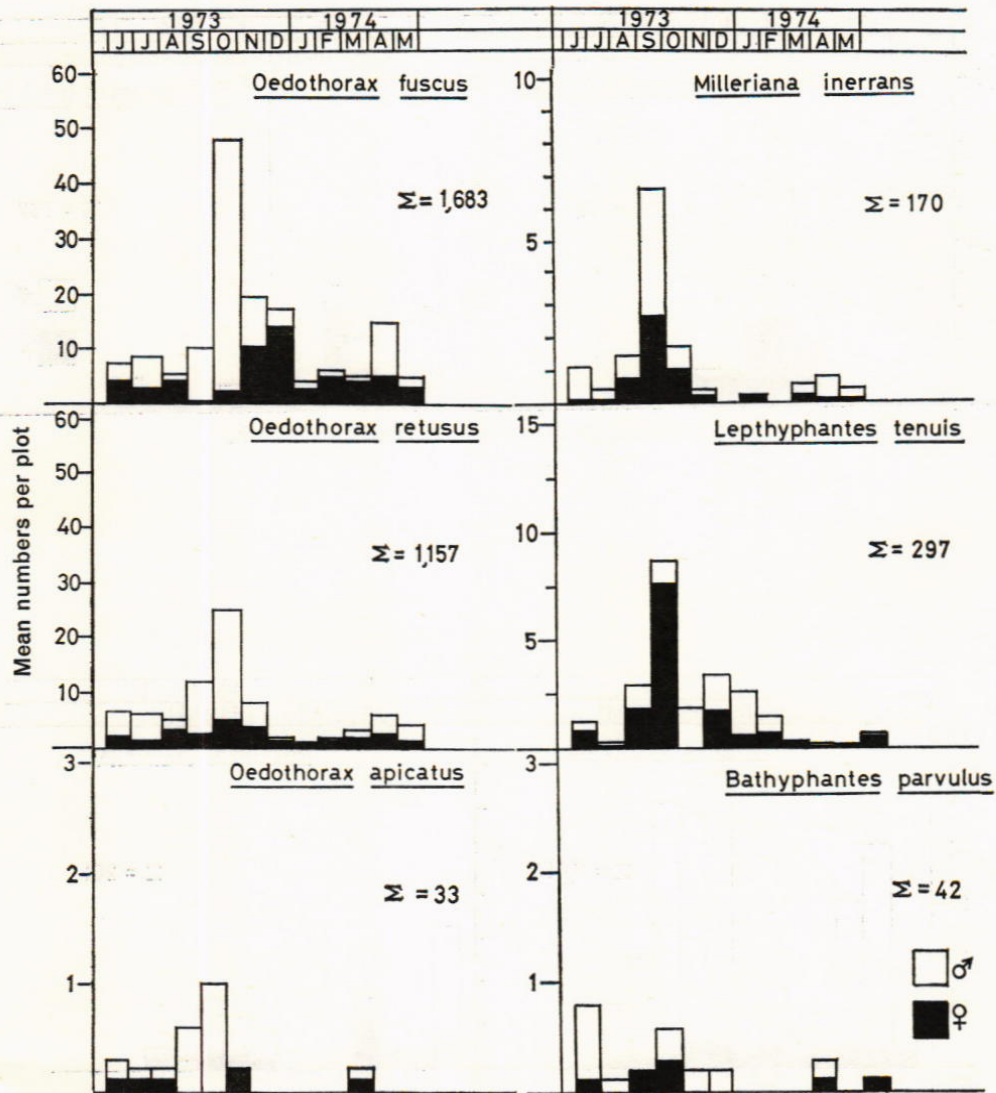 1973 1974
J J A S O N D J F M A M
1973 1974
J J A S O N D J F M A M
Mean numbers per plot
60
50
40
30
20
10
Oedothorax fuscus
Σ = 1,683
10
5
Milleriana inerrans
Σ = 170
60
50
40
30
20
10
Oedothorax retusus
Σ = 1,157
15
10
5
Lepthyphantes tenuis
Σ = 297
3
2
1
Oedothorax apicatus
Σ = 33
3
2
1
Bathyphantes parvulus
Σ = 42
♂
♀